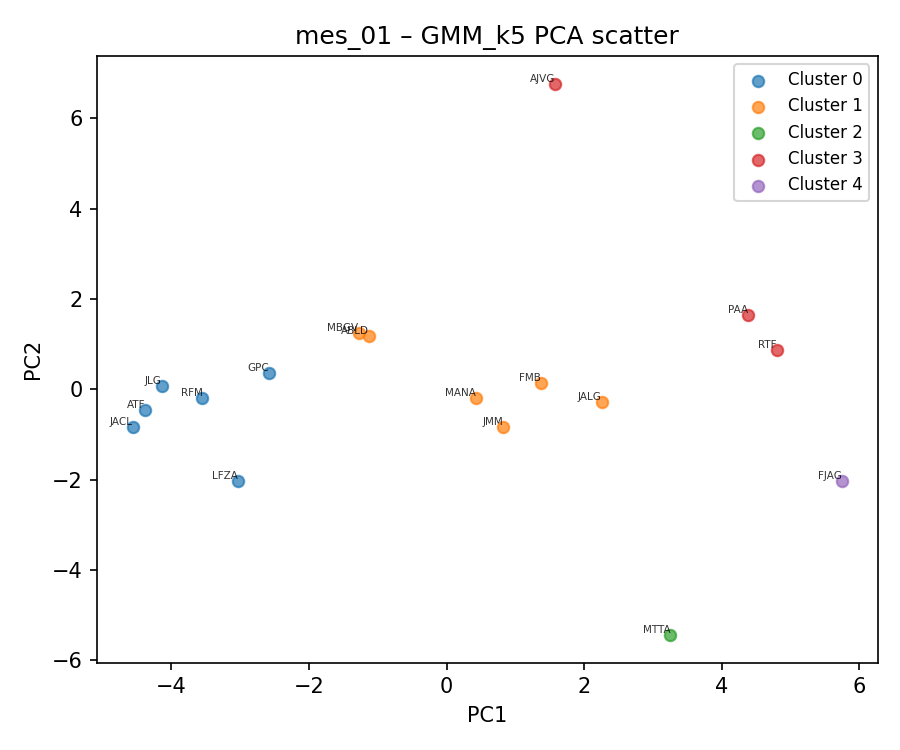 mes_01 – GMM_k5 PCA scatter
Cluster 0
Cluster 1
Cluster 2
Cluster 3
Cluster 4
AJVG
PAA
RTF
MBGV
GPC
JLG
RFM
ATF
JACL
LFZA
FMB
MANA
JALG
JMM
FJAG
MTTA
6
4
2
0
−2
−4
−6
PC2
−4
−2
0
2
4
6
PC1